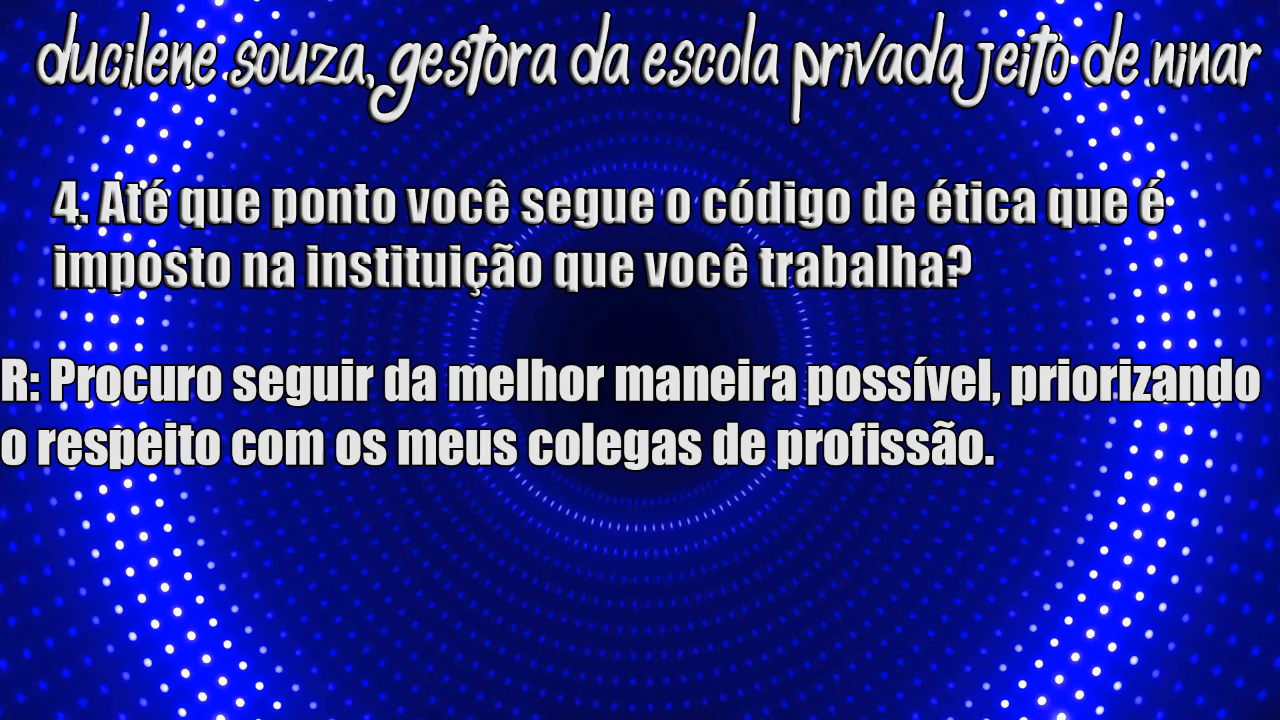 ducilene souza, gestora da escola privada jeito de ninar
4. Até que ponto você segue o código de ética que é
imposto na instituição que você trabalha?
R: Procuro seguir da melhor maneira possível, priorizando
o respeito com os meus colegas de profissão.